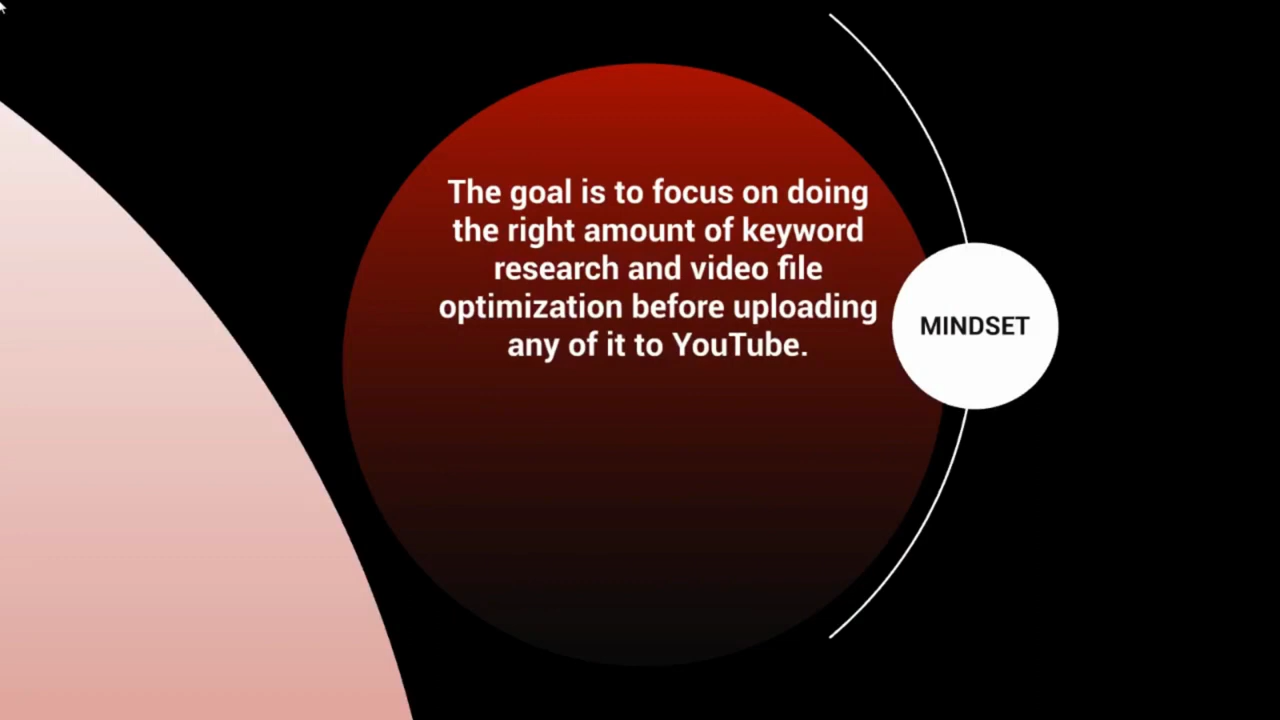 The goal is to focus on doing
the right amount of keyword
research and video file
optimization before uploading
any of it to YouTube.
MINDSET